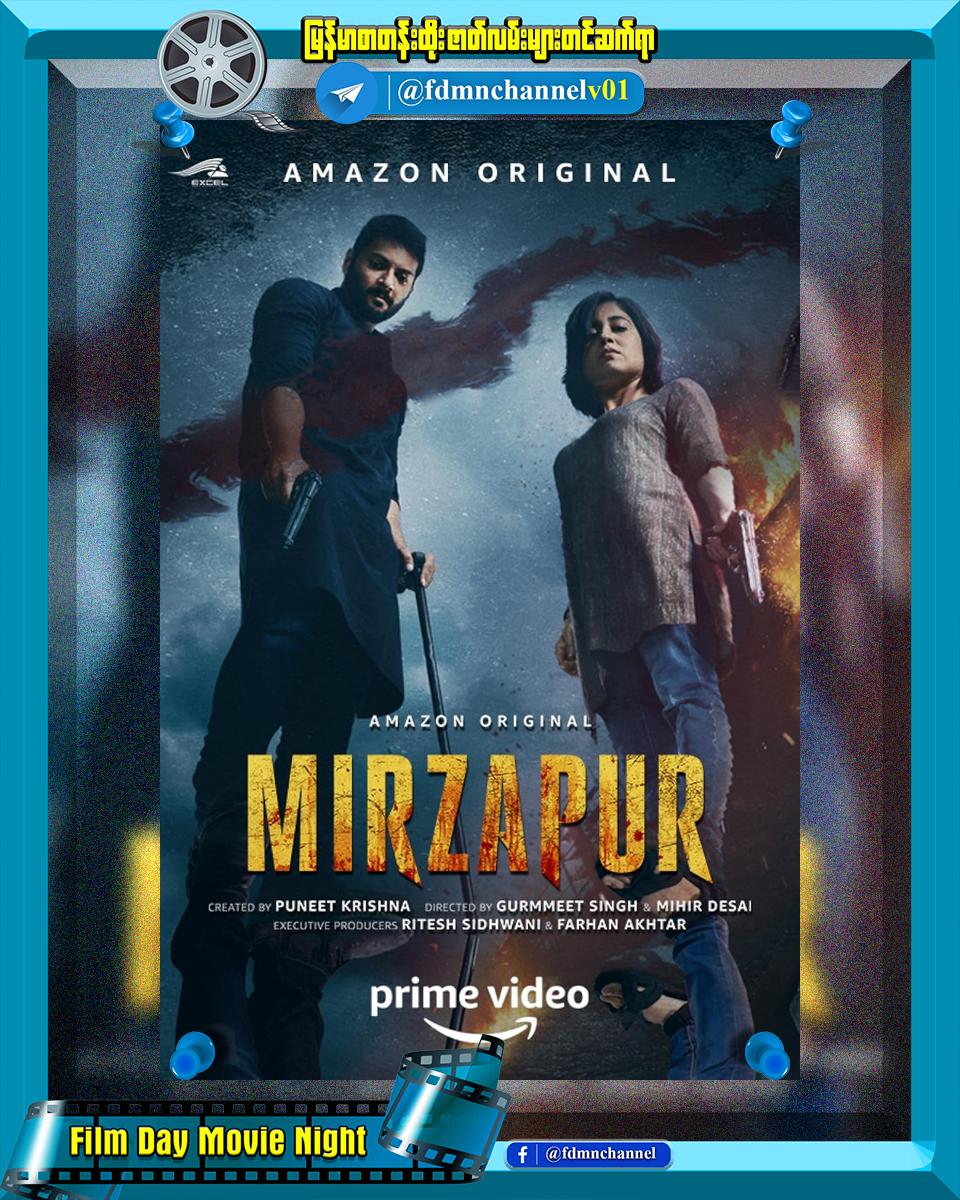 မြန်မာစာတန်းထိုးဇာတ်လမ်းများတင်ဆက်ရာ
@fdmnchannelv01
EXCEL
AMAZON ORIGINAL
AMAZON ORIGINAL
MIRZAPUR
CREATED BY PUNEET KRISHNA DIRECTED BY GURMMEET SINGH & MIHIR DESAI
EXECUTIVE PRODUCERS RITESH SIDHWANI & FARHAN AKHTAR
prime video
Film Day Movie Night
f @fdmnchannel